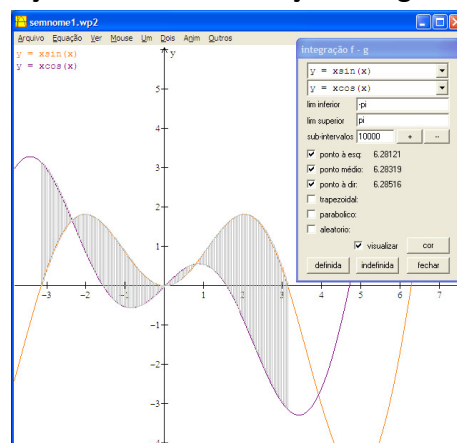 semnome1.wp2
Arquivo Equação Ver Mouse Um Dois Anim Outros
y = xsin(x)
y = xcos(x)
y
5
4
3
2
1
-3 -2 -1 1 2 3 4 5 6 7
-1
-2
-3
-4
integração f - g
y = xsin(x)
y = xcos(x)
lim inferior -pi
lim superior pi
sub-intervalos 10000 + --
ponto à esq: 6.28121
ponto médio: 6.28319
ponto à dir: 6.28516
trapezoidal:
parabolico:
aleatorio:
visualizar cor
definida indefinida fechar